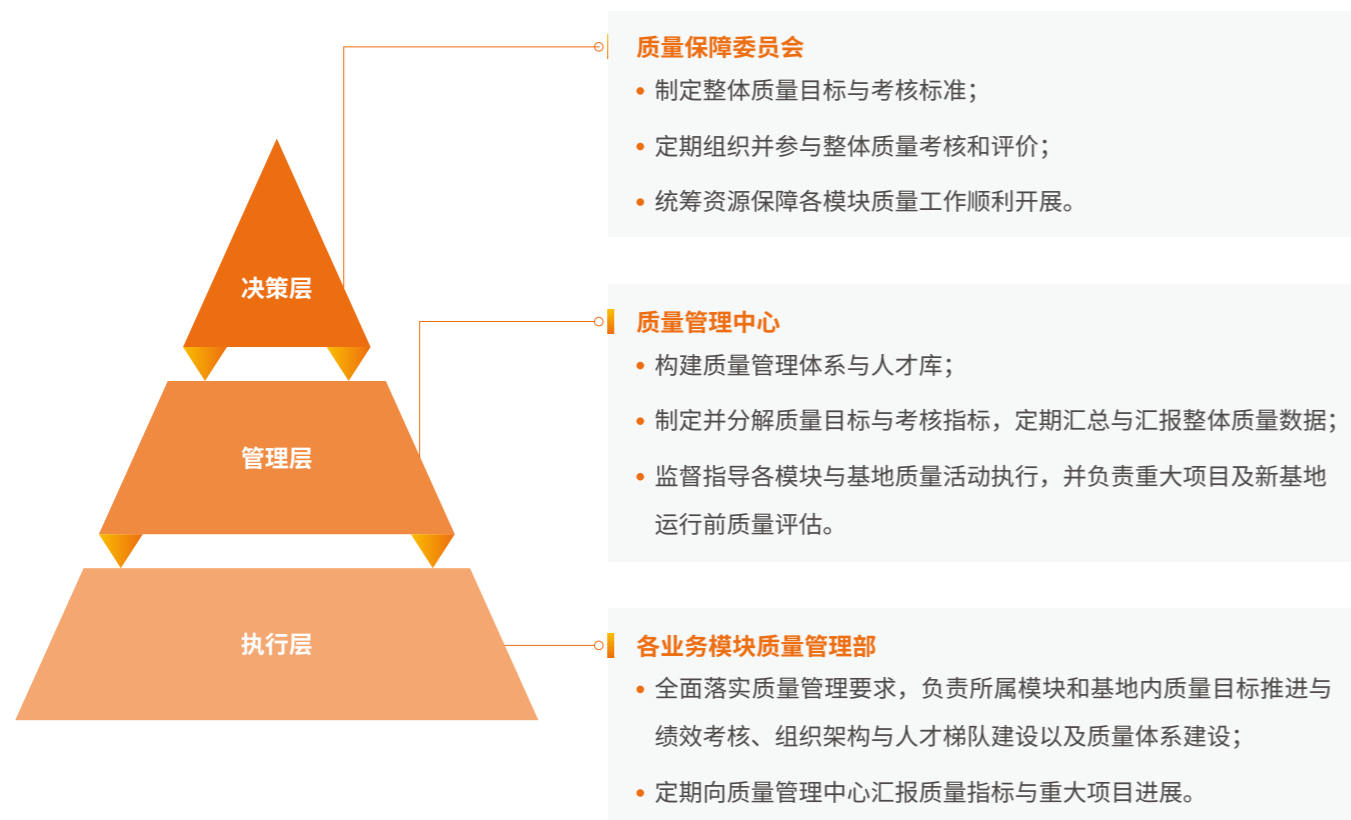 质量保障委员会
制定整体质量目标与考核标准；
定期组织并参与整体质量考核和评价；
统筹资源保障各模块质量工作顺利开展。
决策层
质量管理中心
构建质量管理体系与人才库；
制定并分解质量目标与考核指标，定期汇总与汇报整体质量数据；
管理层
监督指导各模块与基地质量活动执行，并负责重大项目及新基地
运行前质量评估。
执行层
各业务模块质量管理部
全面落实质量管理要求，负责所属模块和基地内质量目标推进与
绩效考核、组织架构与人才梯队建设以及质量体系建设；
定期向质量管理中心汇报质量指标与重大项目进展。